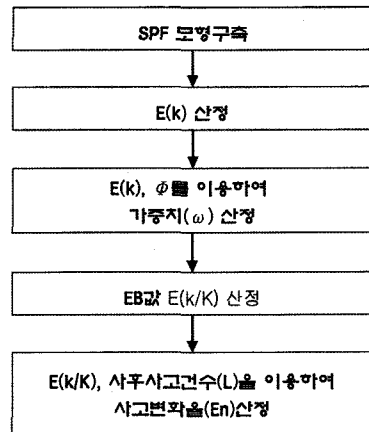 SPF 모형구축
E(k) 산정
E(k), Φ를 이용하여
가중치(ω) 산정
EB값 E(k/K) 산정
E(k/K), 사후사고건수(L)을 이용하여
사고변화율(En)산정